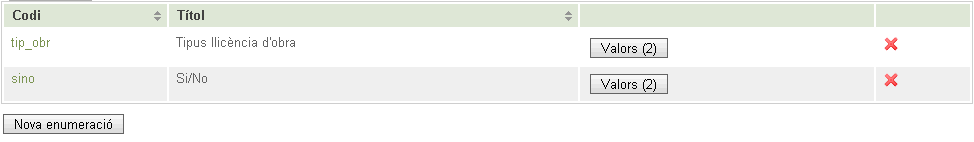 Codi Títol
tip_obr Tipus llicència d'obra Valors (2)
sino Si/No Valors (2)
Nova enumeració